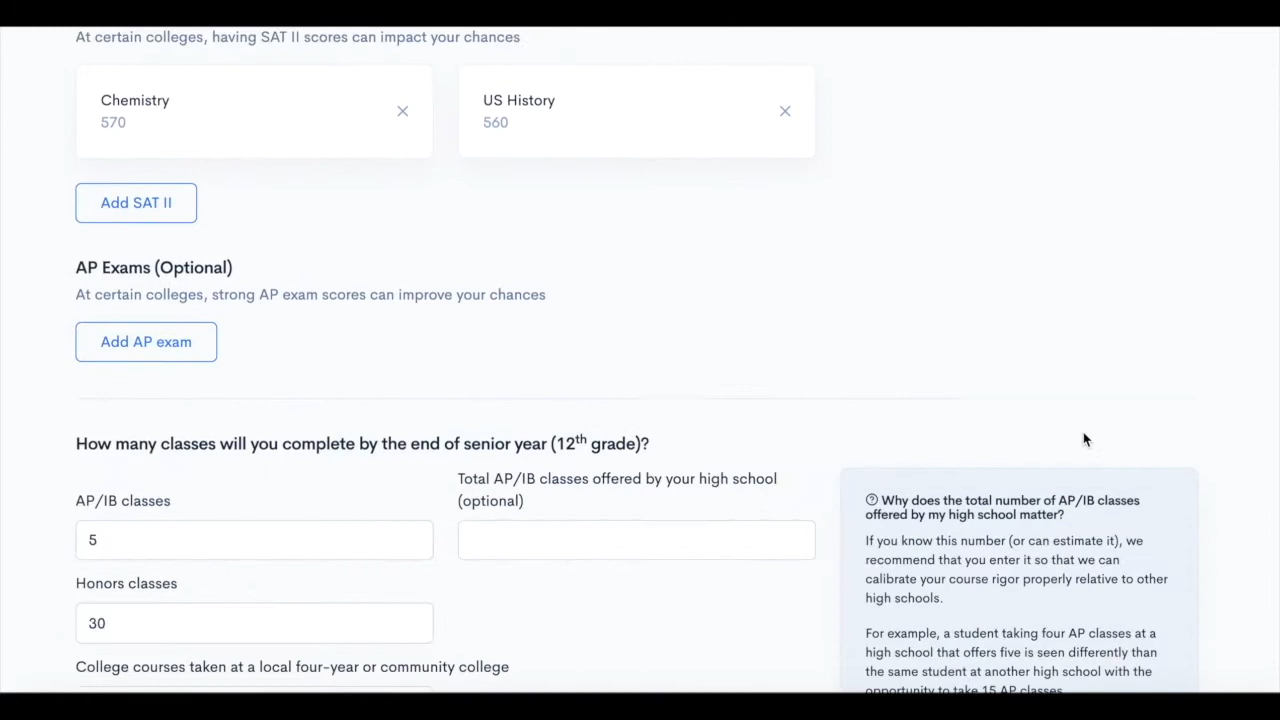 At certain colleges, having SAT II scores can impact your chances
Chemistry
570
US History
560
Add SAT II
AP Exams (Optional)
At certain colleges, strong AP exam scores can improve your chances
Add AP exam
How many classes will you complete by the end of senior year (12th grade)?
AP/IB classes
5
Total AP/IB classes offered by your high school
(optional)
Honors classes
30
College courses taken at a local four-year or community college
Why does the total number of AP/IB classes
offered by my high school matter?
If you know this number (or can estimate it), we
recommend that you enter it so that we can
calibrate your course rigor properly relative to other
high schools.
For example, a student taking four AP classes at a
high school that offers five is seen differently than
the same student at another high school with the
opportunity to take 15 AP classes